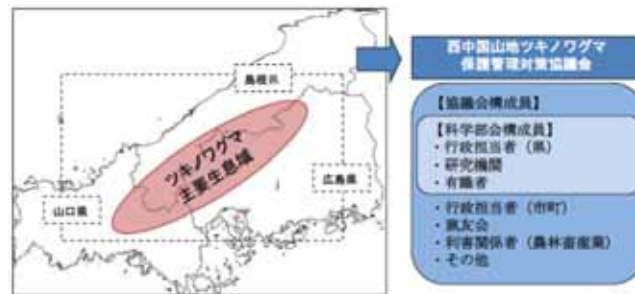 島根県
ツキノワグマ
主要生息域
広島県
山口県
西中国山地ツキノワグマ
保護管理対策協議会
【協議会構成員】
【科学部会構成員】
・行政担当者（県）
・研究機関
・有識者
・行政担当者（市町）
・猟友会
・利害関係者（農林畜産業）
・その他